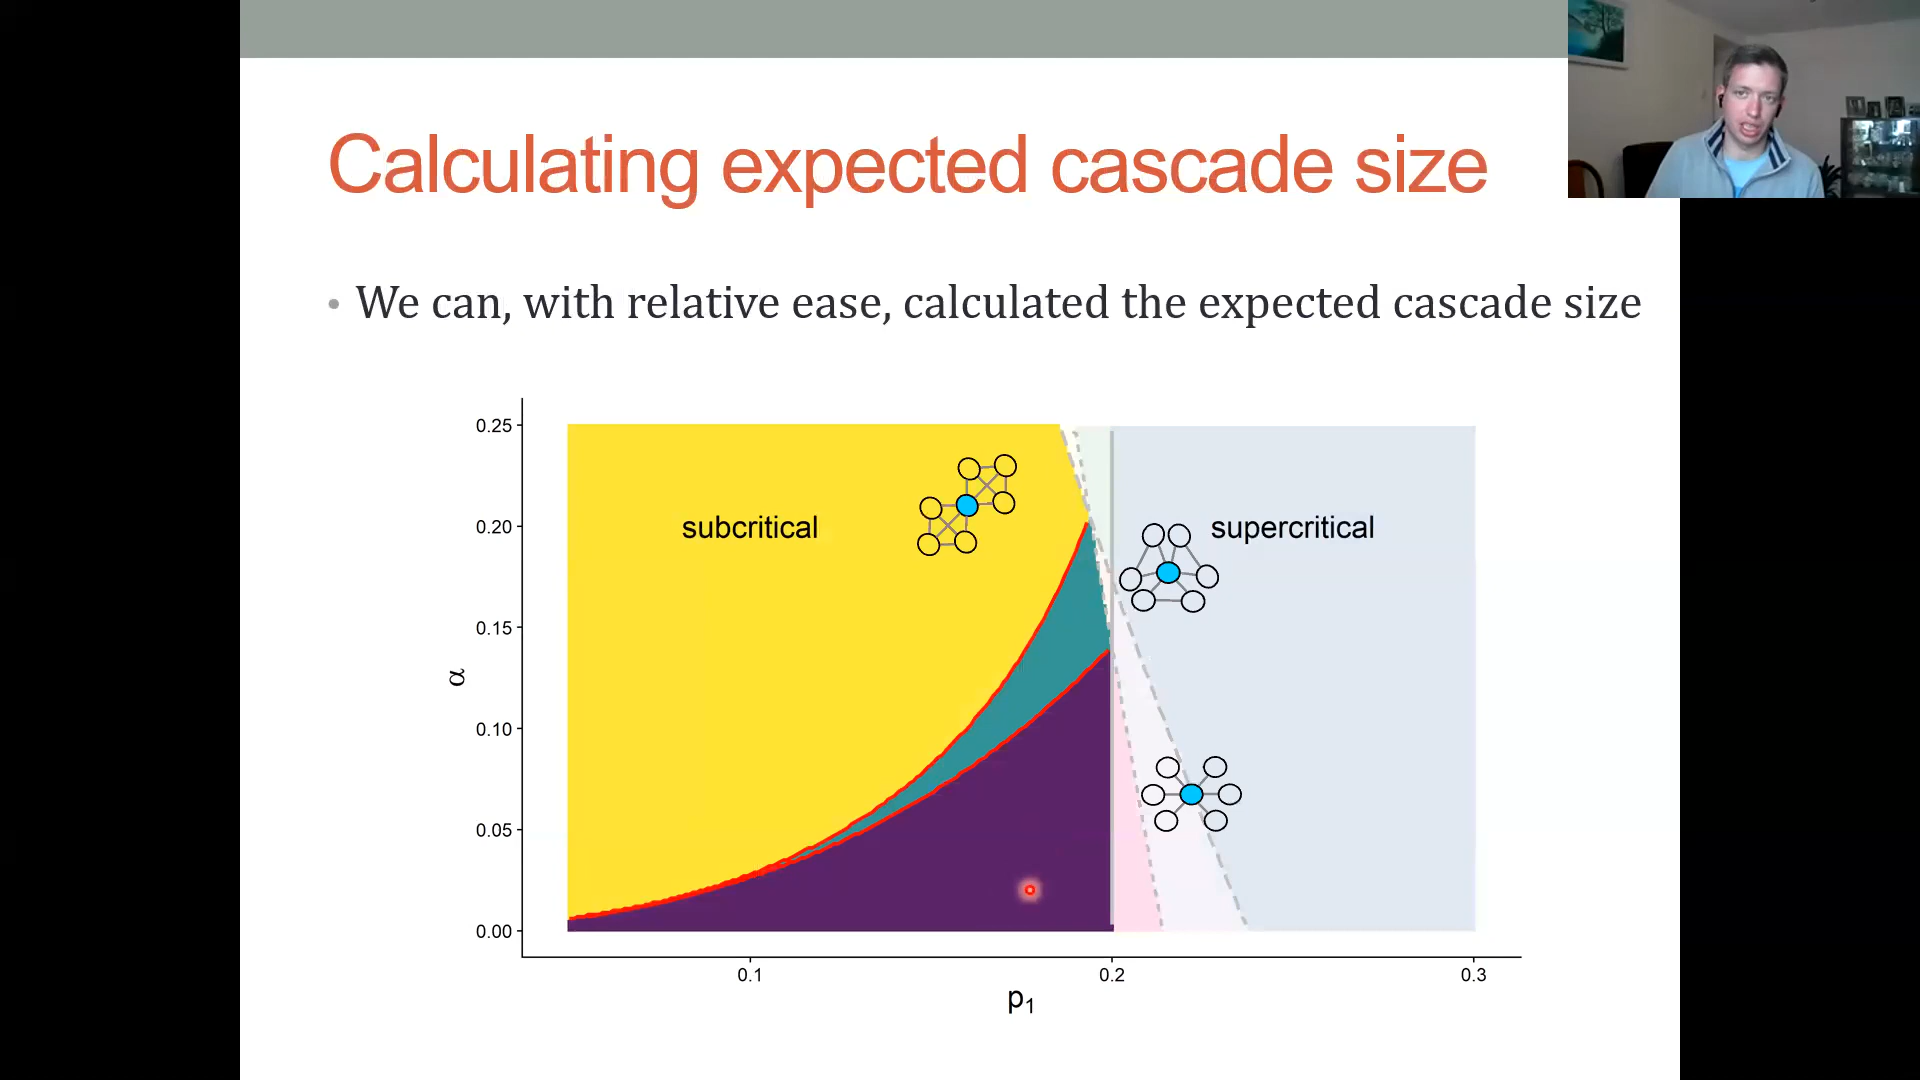 Calculating expected cascade size
• We can, with relative ease, calculated the expected cascade size
0.25
0.20
0.15
0.10
0.05
0.00
α
subcritical
supercritical
0.1
0.2
0.3
p1